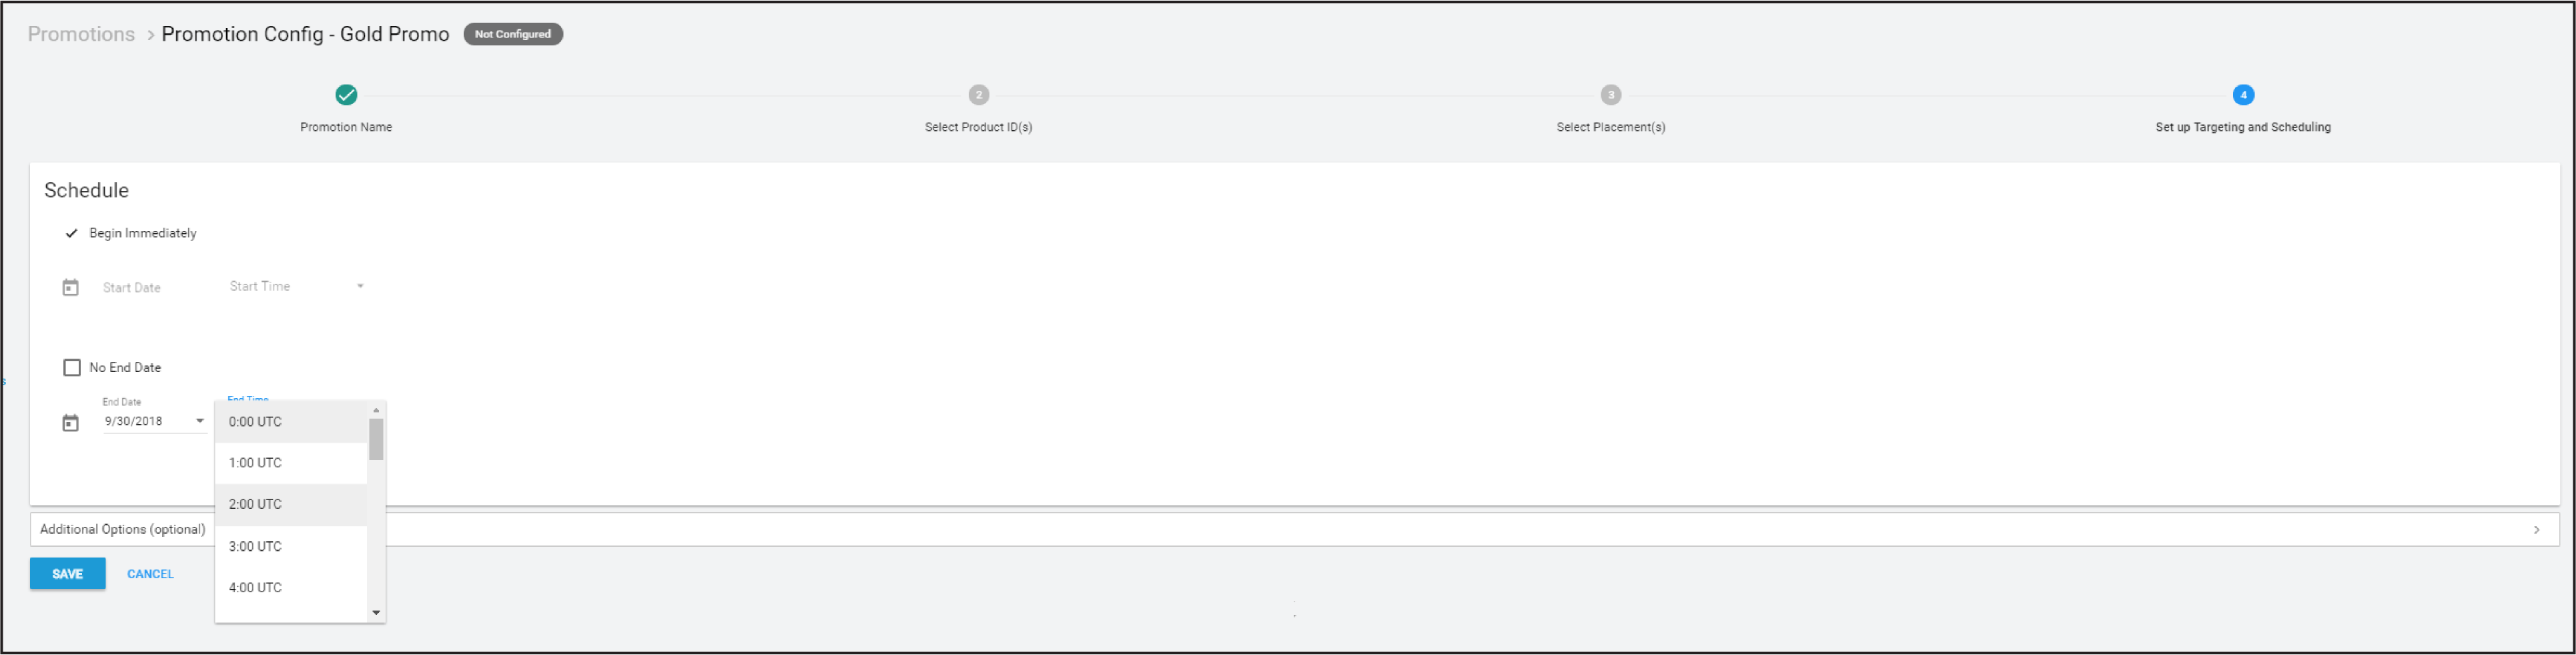 Promotions > Promotion Config - Gold Promo Not Configured
2 3 4
Promotion Name Select Product ID(s) Select Placement(s) Set up Targeting and Scheduling
Schedule
Begin Immediately
Start Date Start Time
No End Date
End Date End Time
9/30/2018 0:00 UTC
1:00 UTC
2:00 UTC
Additional Options (optional)
3:00 UTC
SAVE CANCEL
4:00 UTC